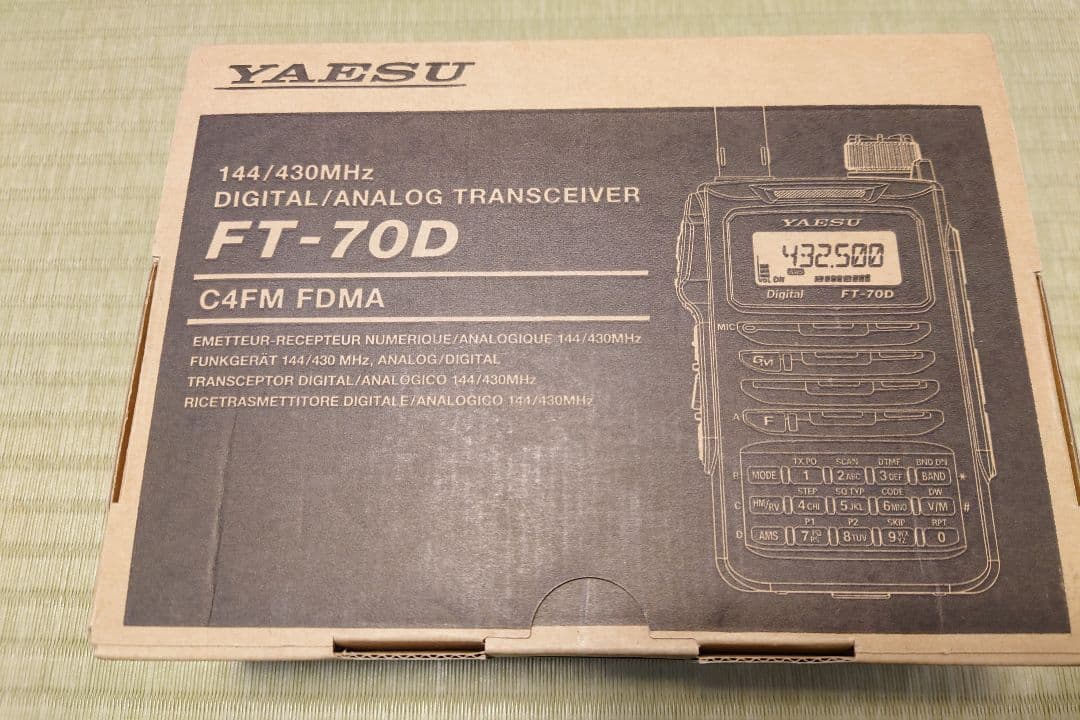 YAESU
144/430MHz
DIGITAL/ANALOG TRANSCEIVER
FT-70D
C4FM FDMA
EMETTEUR-RECEPTEUR NUMERIQUE/ANALOGIQUE 144/430MHz
FUNKGERÄT 144/430 MHz, ANALOG/DIGITAL
TRANSCEPTOR DIGITAL/ANALOGICO 144/430MHz
RICETRASMETTITORE DIGITALE/ANALOGICO 144/430MHz
YAESU
432.500
VOL DIR
Digital FT-70D
MIC
GM
A F
TX PO SCAN DTMF BND DN
B MODE 1 2ABC 3DEF BAND *
STEP SQ TYP CODE DW
C HM/RV 4GHI 5JKL 6MNO V/M #
P1 P2 SKIP RPT
D AMS 7PQRS 8TUV 9WXYZ 0